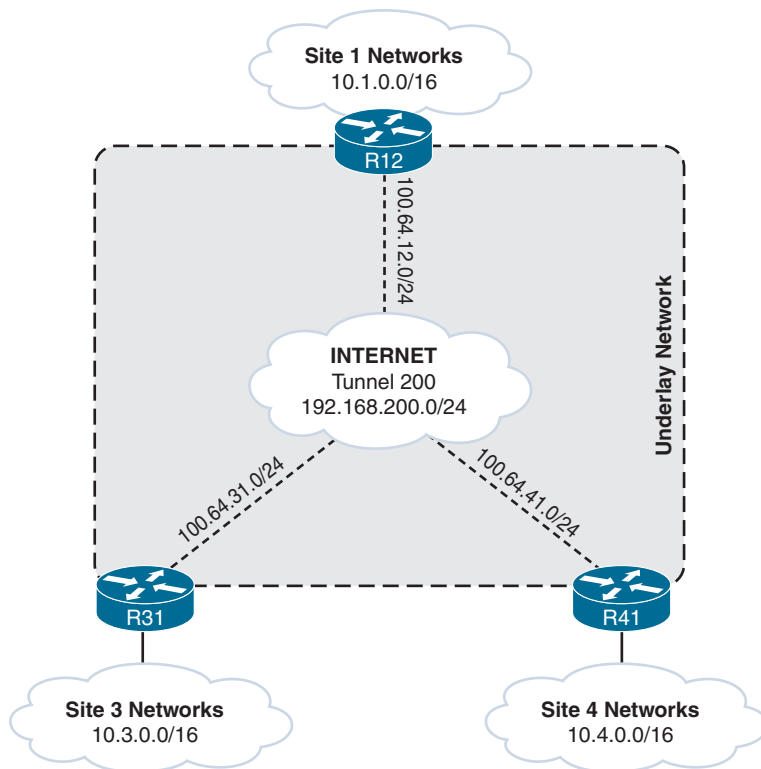 Site 1 Networks
10.1.0.0/16
R12
100.64.12.0/24
INTERNET
Tunnel 200
192.168.200.0/24
Underlay Network
100.64.31.0/24
100.64.41.0/24
R31
R41
Site 3 Networks
10.3.0.0/16
Site 4 Networks
10.4.0.0/16